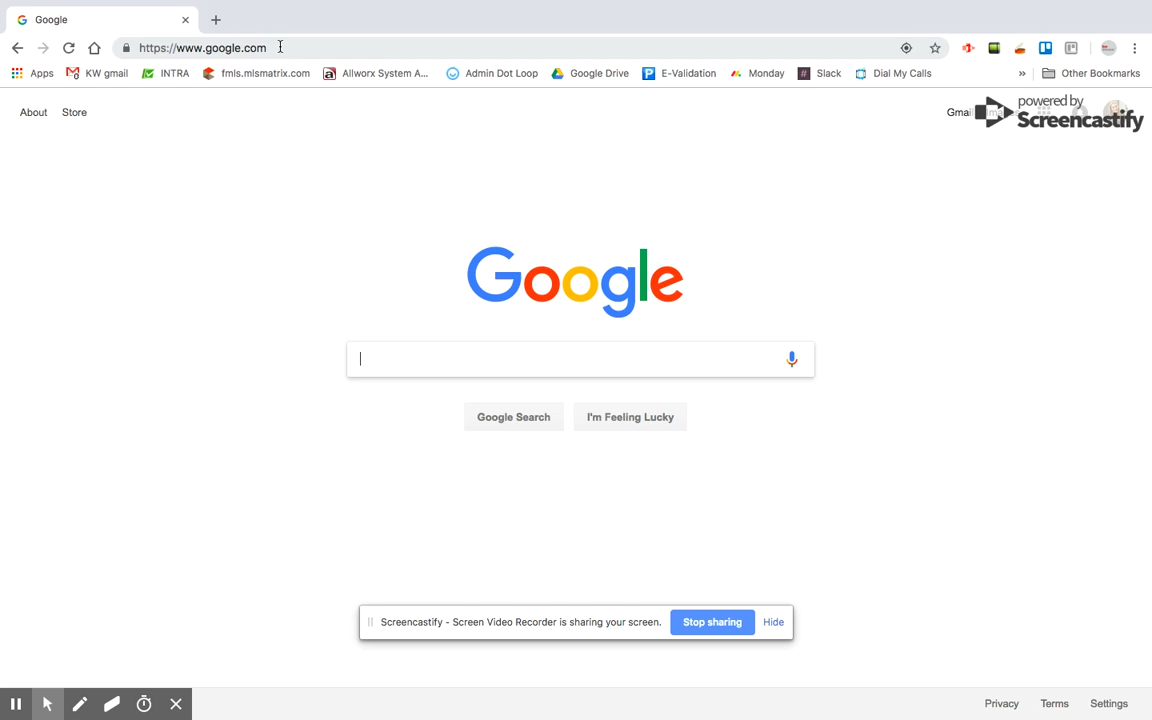 Google
https://www.google.com
Apps KW gmail INTRA fmls.mlsmatrix.com Allworx System A... Admin Dot Loop Google Drive E-Validation Monday Slack Dial My Calls » Other Bookmarks
About Store
powered by
Screencastify
Google
Google Search I'm Feeling Lucky
Screencastify - Screen Video Recorder is sharing your screen. Stop sharing Hide
Privacy Terms Settings